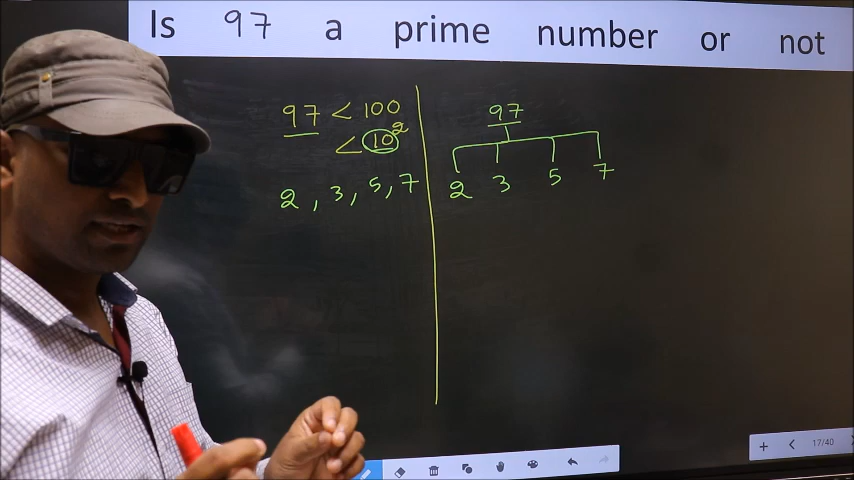 Is 97 a prime number or not
97 < 100
< 10²
2, 3, 5, 7
97
2 3 5 7
17/40